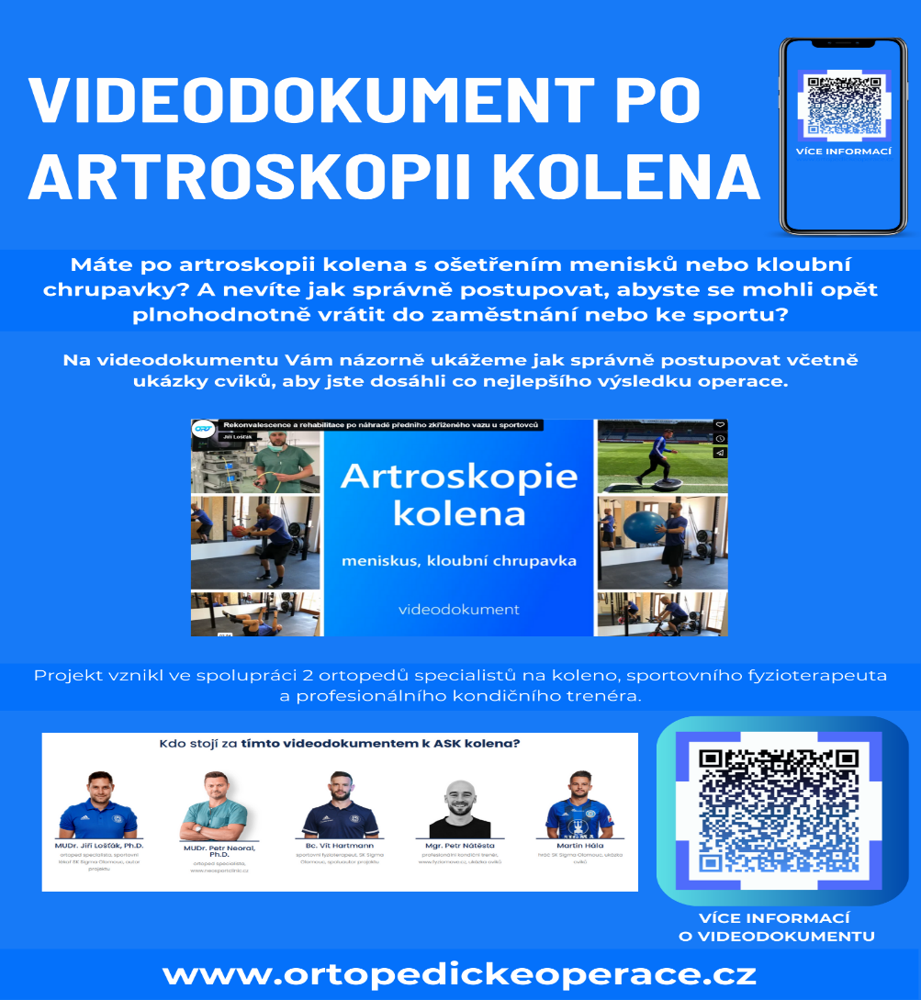 VIDEODOKUMENT PO
ARTROSKOPII KOLENA
VÍCE INFORMACÍ
Máte po artroskopii kolena s ošetřením menisků nebo kloubní
chrupavky? A nevíte jak správně postupovat, abyste se mohli opět
plnohodnotně vrátit do zaměstnání nebo ke sportu?
Na videodokumentu Vám názorně ukážeme jak správně postupovat včetně
ukázky cviků, aby jste dosáhli co nejlepšího výsledku operace.
Rekonvalescence a rehabilitace po náhradě předního zkříženého vazu u sportovců
Jiří Lošťák
Artroskopie
kolena
meniskus, kloubní chrupavka
videodokument
Projekt vznikl ve spolupráci 2 ortopedů specialistů na koleno, sportovního fyzioterapeuta
a profesionálního kondičního trenéra.
Kdo stojí za tímto videodokumentem k ASK kolena?
MUDr. Jiří Lošťák, Ph.D.
ortoped specialista, sportovní
lékař SK Sigma Olomouc, autor
projektu
MUDr. Petr Neoral,
Ph.D.
ortoped specialista,
www.neosportclinic.cz
Bc. Vít Hartmann
sportovní fyzioterapeut, SK Sigma
Olomouc, spoluautor projektu
Mgr. Petr Nátěsta
profesionální kondiční trenér,
www.fyziomove.cz, ukázka cviků
Martin Hála
hráč SK Sigma Olomouc, ukázka
cviků
VÍCE INFORMACÍ
O VIDEODOKUMENTU
www.ortopedickeoperace.cz